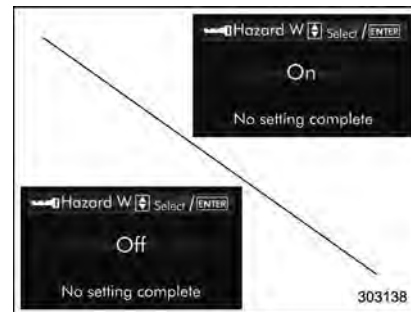 Hazard W Select / ENTER
On
No setting complete
Hazard W Select / ENTER
Off
No setting complete
303138